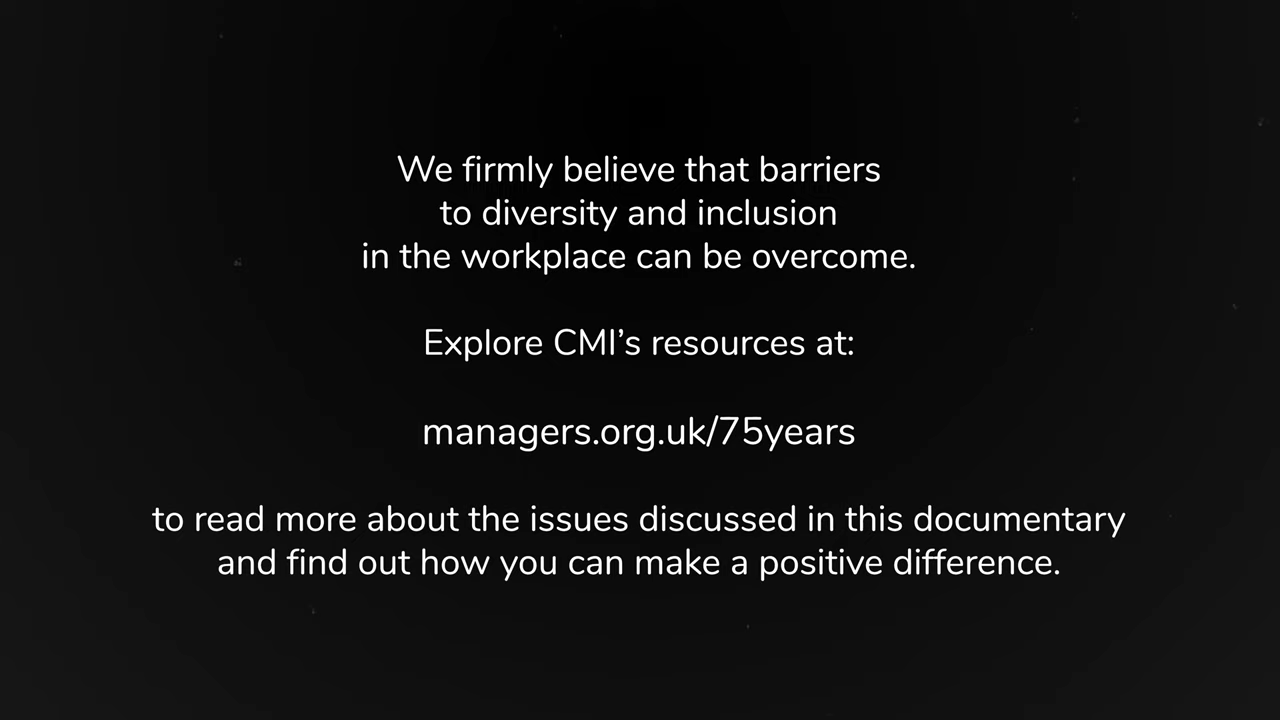 We firmly believe that barriers
to diversity and inclusion
in the workplace can be overcome.
Explore CMI’s resources at:
managers.org.uk/75years
to read more about the issues discussed in this documentary
and find out how you can make a positive difference.